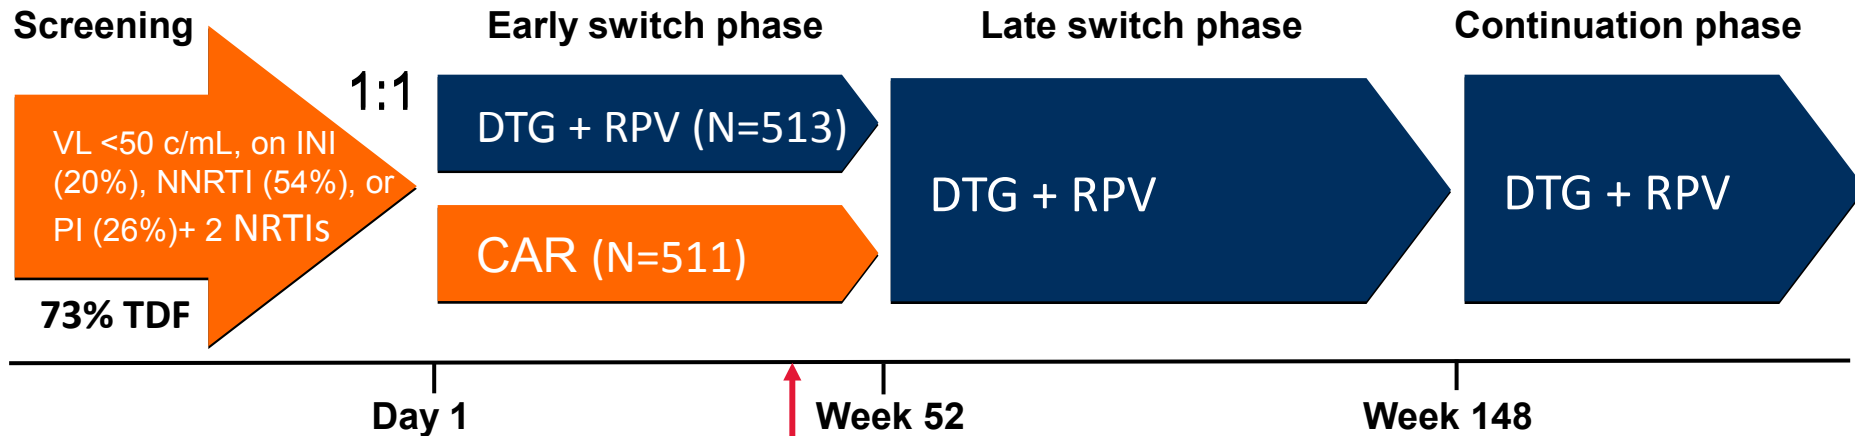 Screening
Early switch phase
Late switch phase
Continuation phase
1:1
VL <50 c/mL, on INI
(20%), NNRTI (54%), or
PI (26%)+ 2 NRTIs
73% TDF
DTG + RPV (N=513)
CAR (N=511)
DTG + RPV
DTG + RPV
Day 1
Week 52
Week 148